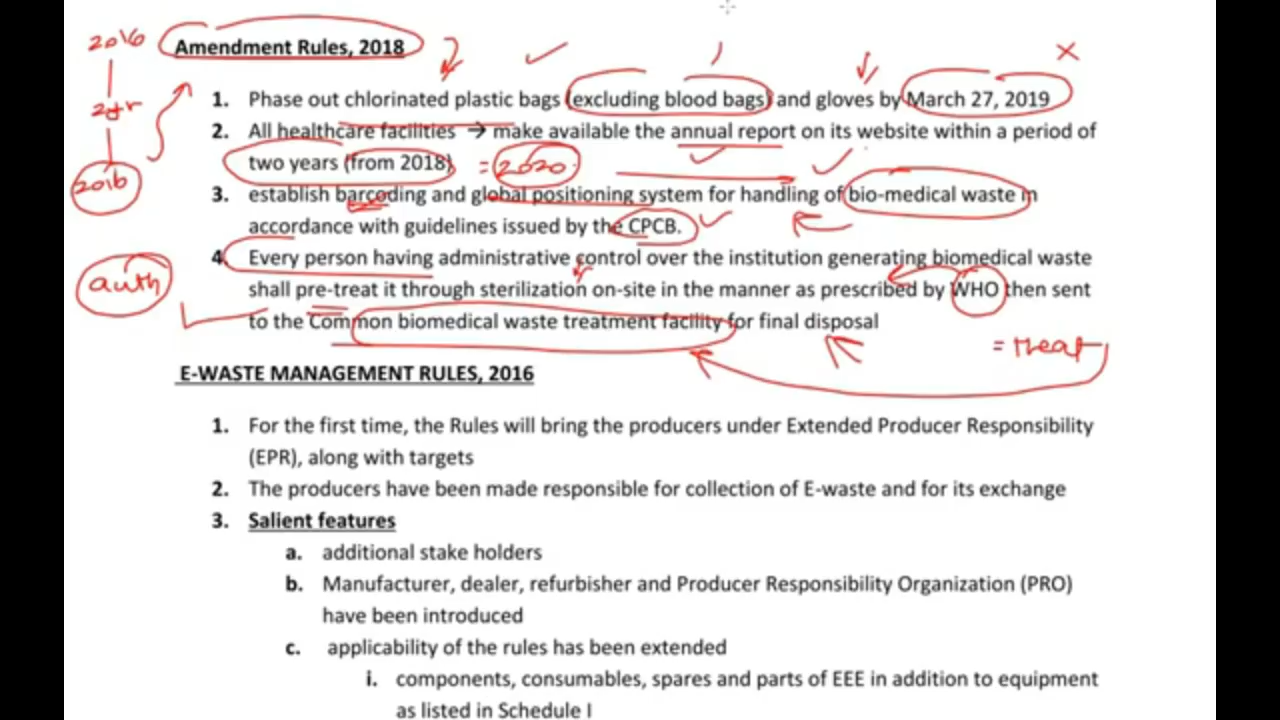 2016
Amendment Rules, 2018
2yr
2016
1. Phase out chlorinated plastic bags (excluding blood bags) and gloves by March 27, 2019
2. All healthcare facilities → make available the annual report on its website within a period of
two years (from 2018) = 2020.
3. establish barcoding and global positioning system for handling of bio-medical waste in
accordance with guidelines issued by the CPCB.
4. Every person having administrative control over the institution generating biomedical waste
auth
shall pre-treat it through sterilization on-site in the manner as prescribed by WHO then sent
to the Common biomedical waste treatment facility for final disposal
= treat
E-WASTE MANAGEMENT RULES, 2016
1. For the first time, the Rules will bring the producers under Extended Producer Responsibility
(EPR), along with targets
2. The producers have been made responsible for collection of E-waste and for its exchange
3. Salient features
a. additional stake holders
b. Manufacturer, dealer, refurbisher and Producer Responsibility Organization (PRO)
have been introduced
c. applicability of the rules has been extended
i. components, consumables, spares and parts of EEE in addition to equipment
as listed in Schedule I